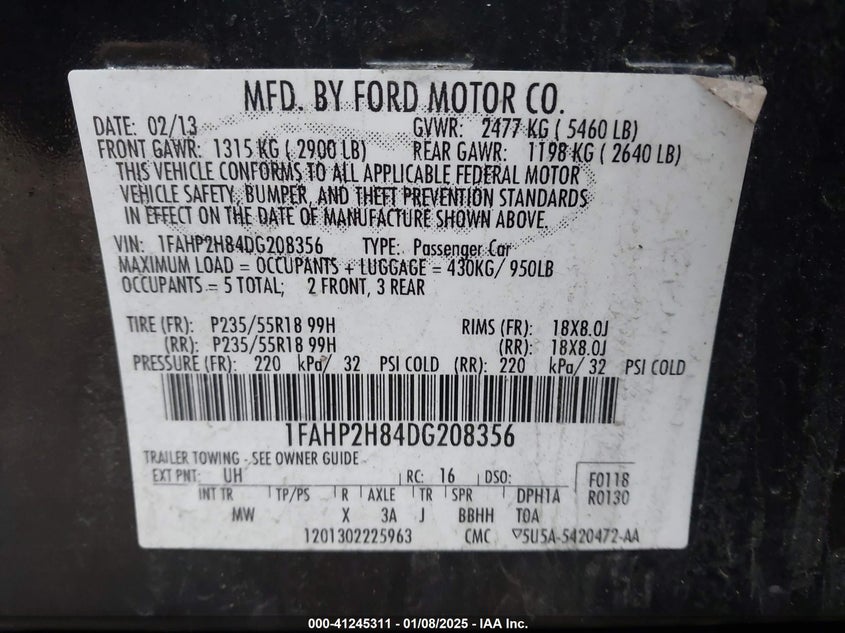 MFD. BY FORD MOTOR CO.
DATE: 02/13 GVWR: 2477 KG ( 5460 LB)
FRONT GAWR: 1315 KG ( 2900 LB) REAR GAWR: 1198 KG ( 2640 LB)
THIS VEHICLE CONFORMS TO ALL APPLICABLE FEDERAL MOTOR
VEHICLE SAFETY, BUMPER, AND THEFT PREVENTION STANDARDS
IN EFFECT ON THE DATE OF MANUFACTURE SHOWN ABOVE.
VIN: 1FAHP2H84DG208356 TYPE: Passenger Car
MAXIMUM LOAD = OCCUPANTS + LUGGAGE = 430KG/ 950LB
OCCUPANTS = 5 TOTAL; 2 FRONT, 3 REAR
TIRE (FR): P235/55R18 99H RIMS (FR): 18X8.0J
(RR): P235/55R18 99H (RR): 18X8.0J
PRESSURE (FR): 220 kPa/ 32 PSI COLD (RR): 220 kPa/ 32 PSI COLD
1FAHP2H84DG208356
TRAILER TOWING - SEE OWNER GUIDE
EXT PNT: UH RC: 16 DSO: F0118
INT TR TP/PS R AXLE TR SPR DPH1A R0130
MW X 3A J BBHH TOA
1201302225963 CMC ▽5U5A-5420472-AA
000-41245311 - 01/08/2025 - IAA Inc.